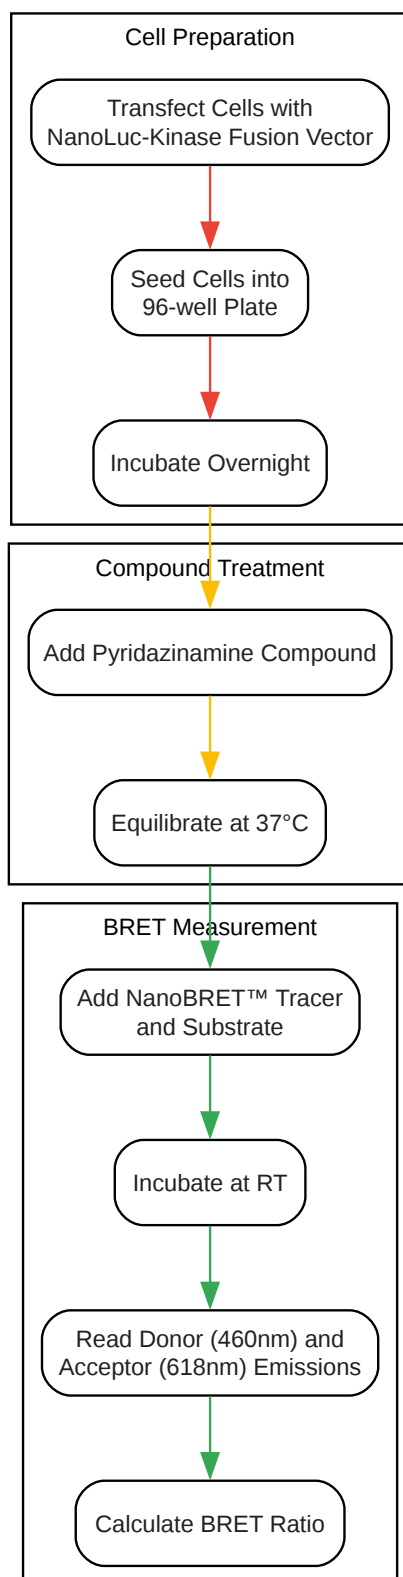 Cell Preparation
Transfect Cells with
NanoLuc-Kinase Fusion Vector
Seed Cells into
96-well Plate
Incubate Overnight
Compound Treatment
Add Pyridazinamine Compound
Equilibrate at 37°C
BRET Measurement
Add NanoBRET™ Tracer
and Substrate
Incubate at RT
Read Donor (460nm) and
Acceptor (618nm) Emissions
Calculate BRET Ratio